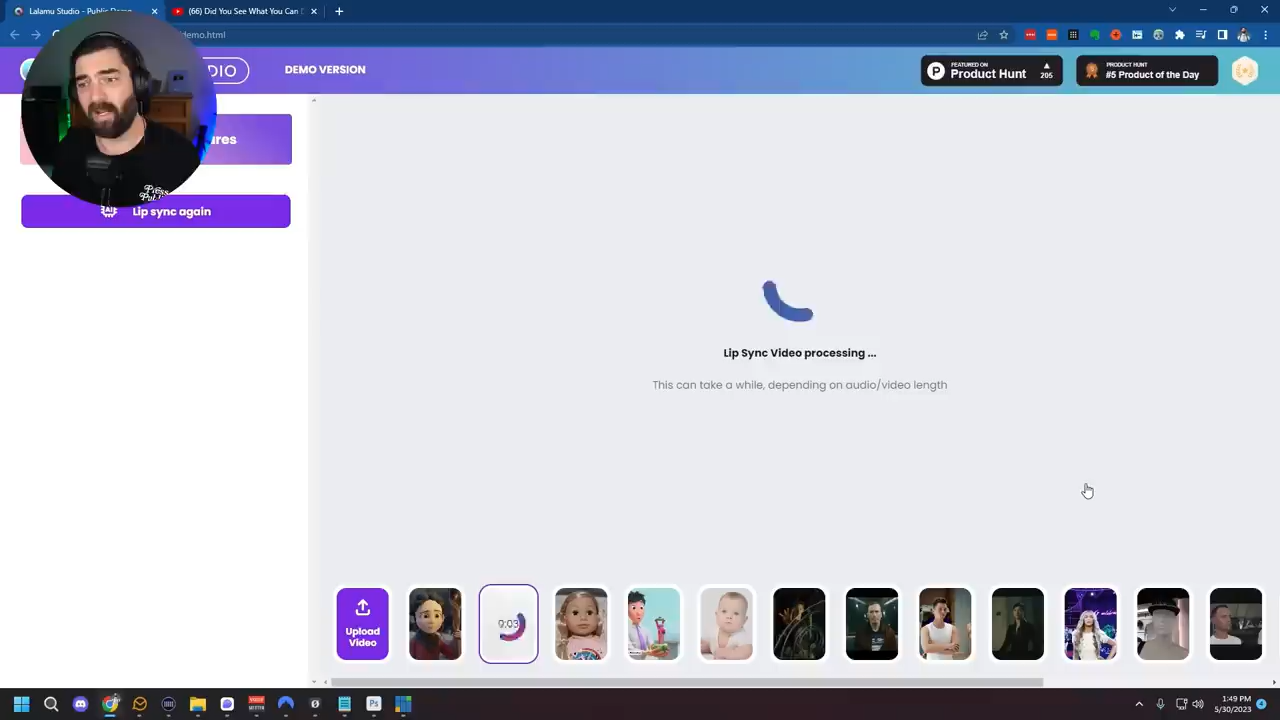 Lalamu Studio - Public Demo
(66) Did You See What You Can D
demo.html
DIO
DEMO VERSION
FEATURED ON
Product Hunt
205
PRODUCT HUNT
#5 Product of the Day
ures
Lip sync again
Lip Sync Video processing ...
This can take a while, depending on audio/video length
Press
Publ
Upload
Video
0:03
1:49 PM
5/30/2023